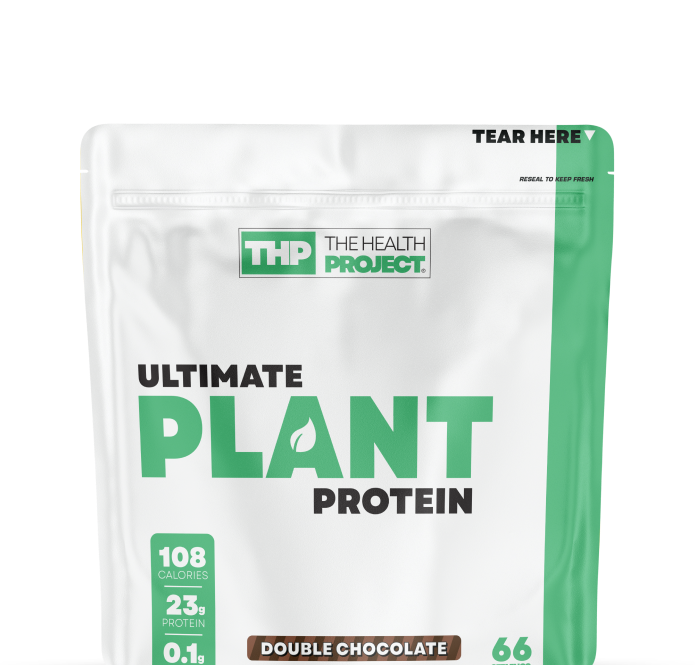 TEAR HERE
RESEAL TO KEEP FRESH
THP THE HEALTH
PROJECT®
ULTIMATE
PLANT
PROTEIN
108
CALORIES
23g
PROTEIN
0.1g
DOUBLE CHOCOLATE
66